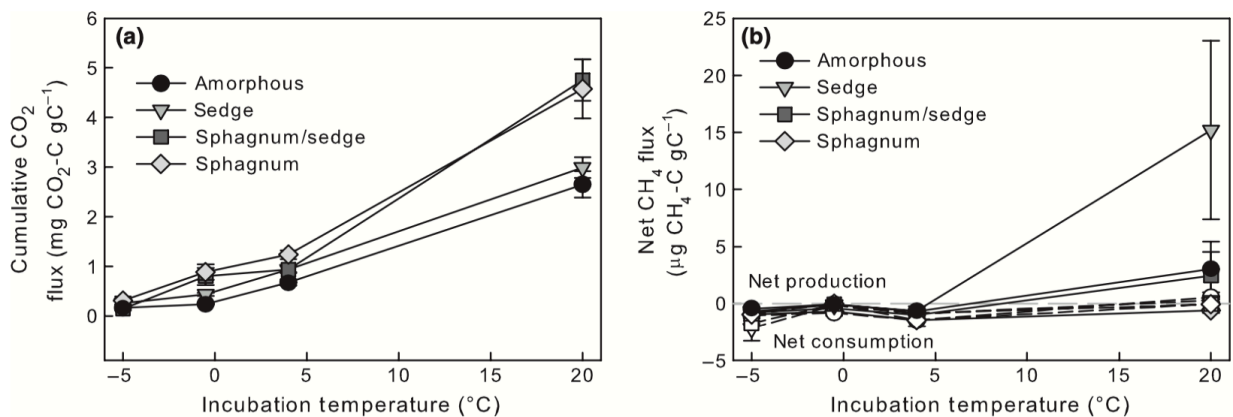 (a)
Amorphous
Sedge
Sphagnum/sedge
Sphagnum
Cumulative CO₂
flux (mg CO₂-C gC⁻¹)
6
5
4
3
2
1
0
−5
0
5
10
15
20
Incubation temperature (°C)
(b)
Amorphous
Sedge
Sphagnum/sedge
Sphagnum
Net CH₄ flux
(µg CH₄-C gC⁻¹)
25
20
15
10
5
0
−5
Net production
Net consumption
−5
0
5
10
15
20
Incubation temperature (°C)